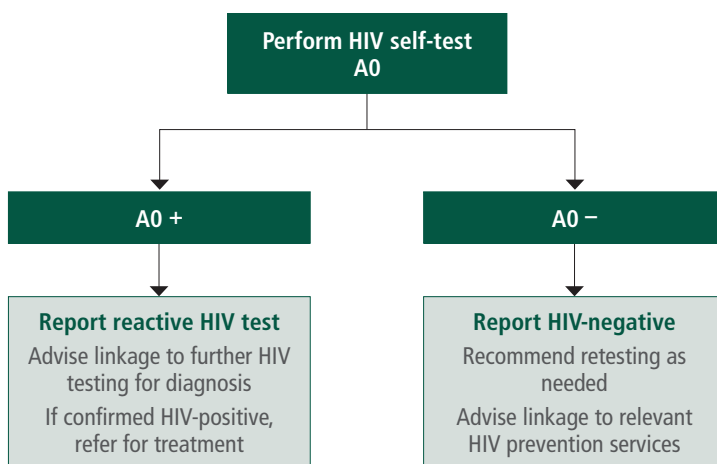 Perform HIV self-test
A0
A0 +
A0 −
Report reactive HIV test
Advise linkage to further HIV
testing for diagnosis
If confirmed HIV-positive,
refer for treatment
Report HIV-negative
Recommend retesting as
needed
Advise linkage to relevant
HIV prevention services